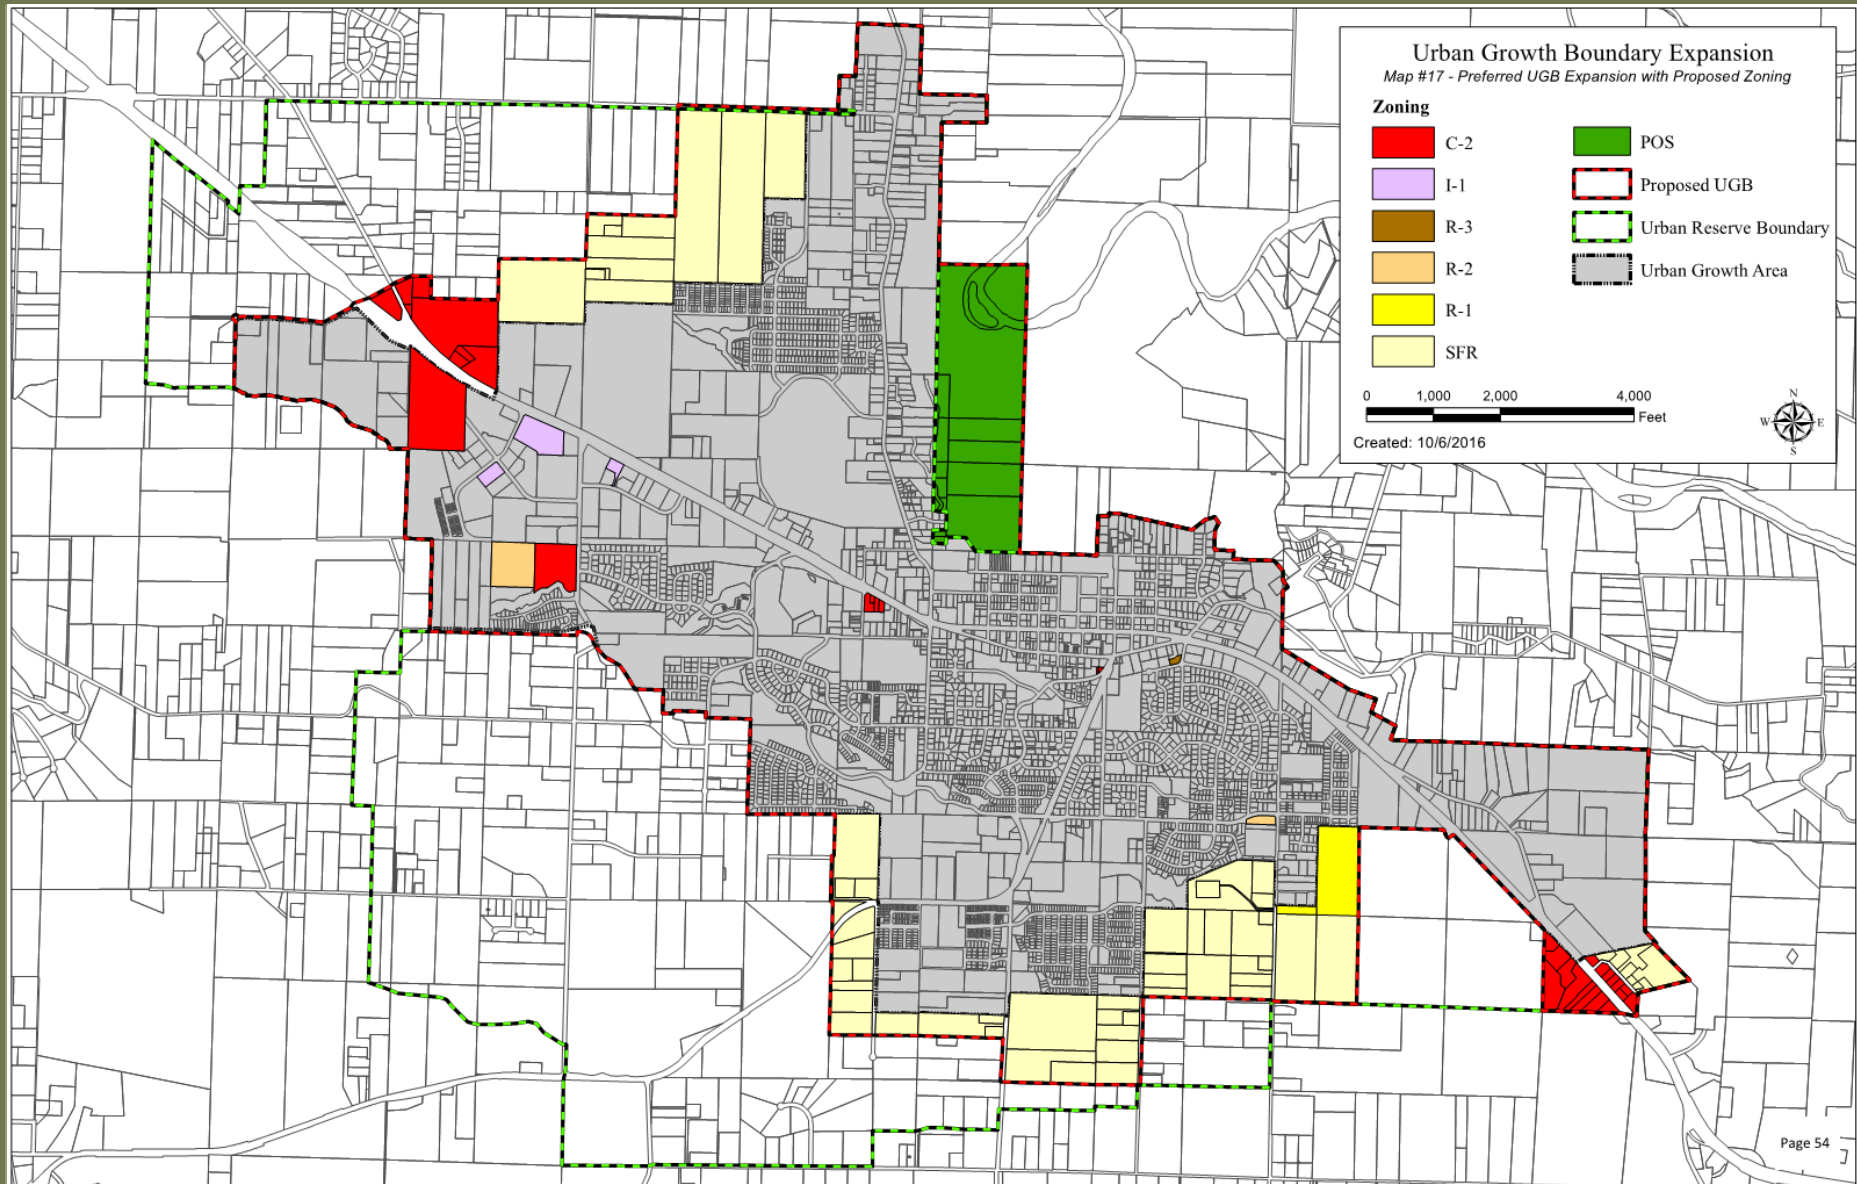 Urban Growth Boundary Expansion
Map #17 - Preferred UGB Expansion with Proposed Zoning
Zoning
C-2
I-1
R-3
R-2
R-1
SFR
POS
Proposed UGB
Urban Reserve Boundary
Urban Growth Area
0 1,000 2,000 4,000
Feet
Created: 10/6/2016
N
W E
S
Page 54